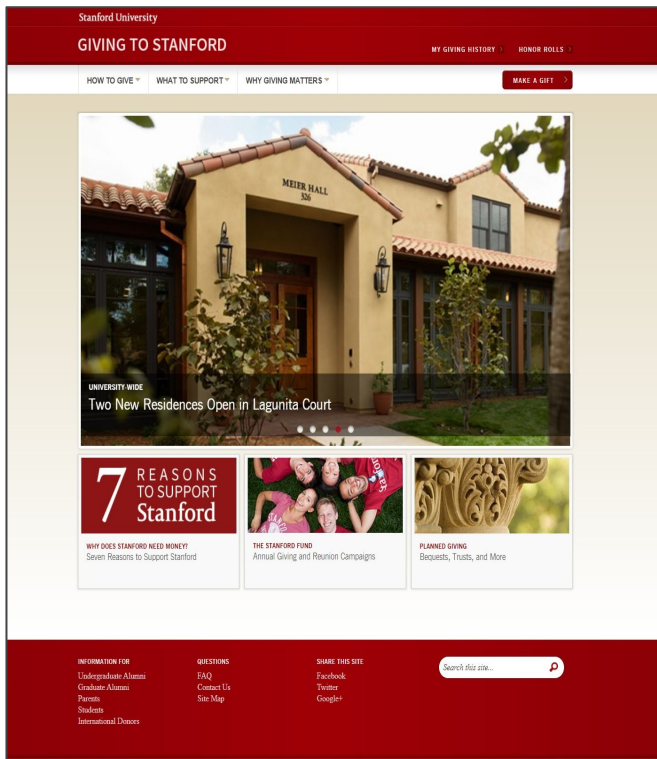 Stanford University
GIVING TO STANFORD
MY GIVING HISTORY
HONOR ROLLS
HOW TO GIVE
WHAT TO SUPPORT
WHY GIVING MATTERS
MAKE A GIFT
MEIER HALL
326
UNIVERSITY-WIDE
Two New Residences Open in Lagunita Court
7 REASONS
TO SUPPORT
Stanford
WHY DOES STANFORD NEED MONEY?
Seven Reasons to Support Stanford
THE STANFORD FUND
Annual Giving and Reunion Campaigns
PLANNED GIVING
Bequests, Trusts, and More
INFORMATION FOR
Undergraduate Alumni
Graduate Alumni
Parents
Students
International Donors
QUESTIONS
FAQ
Contact Us
Site Map
SHARE THIS SITE
Facebook
Twitter
Google+
Search this site...